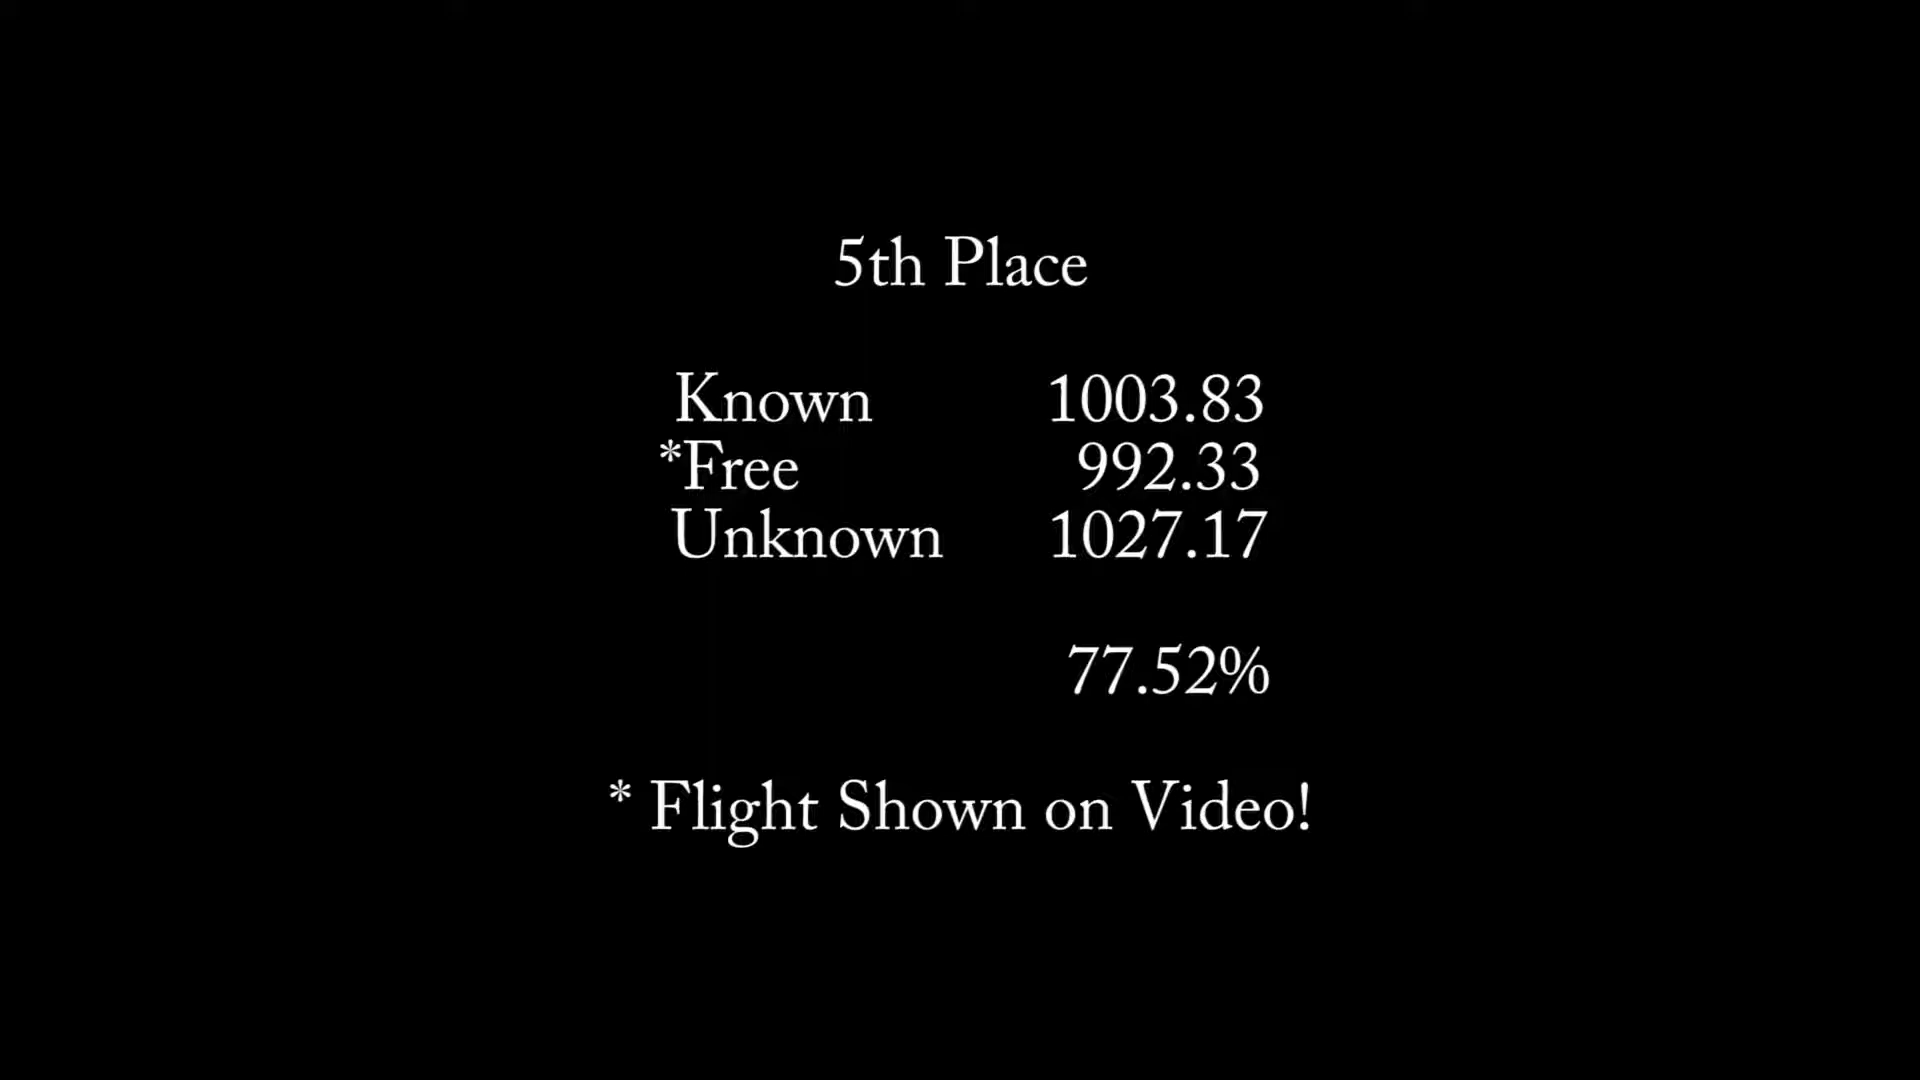 5th Place
Known 1003.83
*Free 992.33
Unknown 1027.17
77.52%
* Flight Shown on Video!